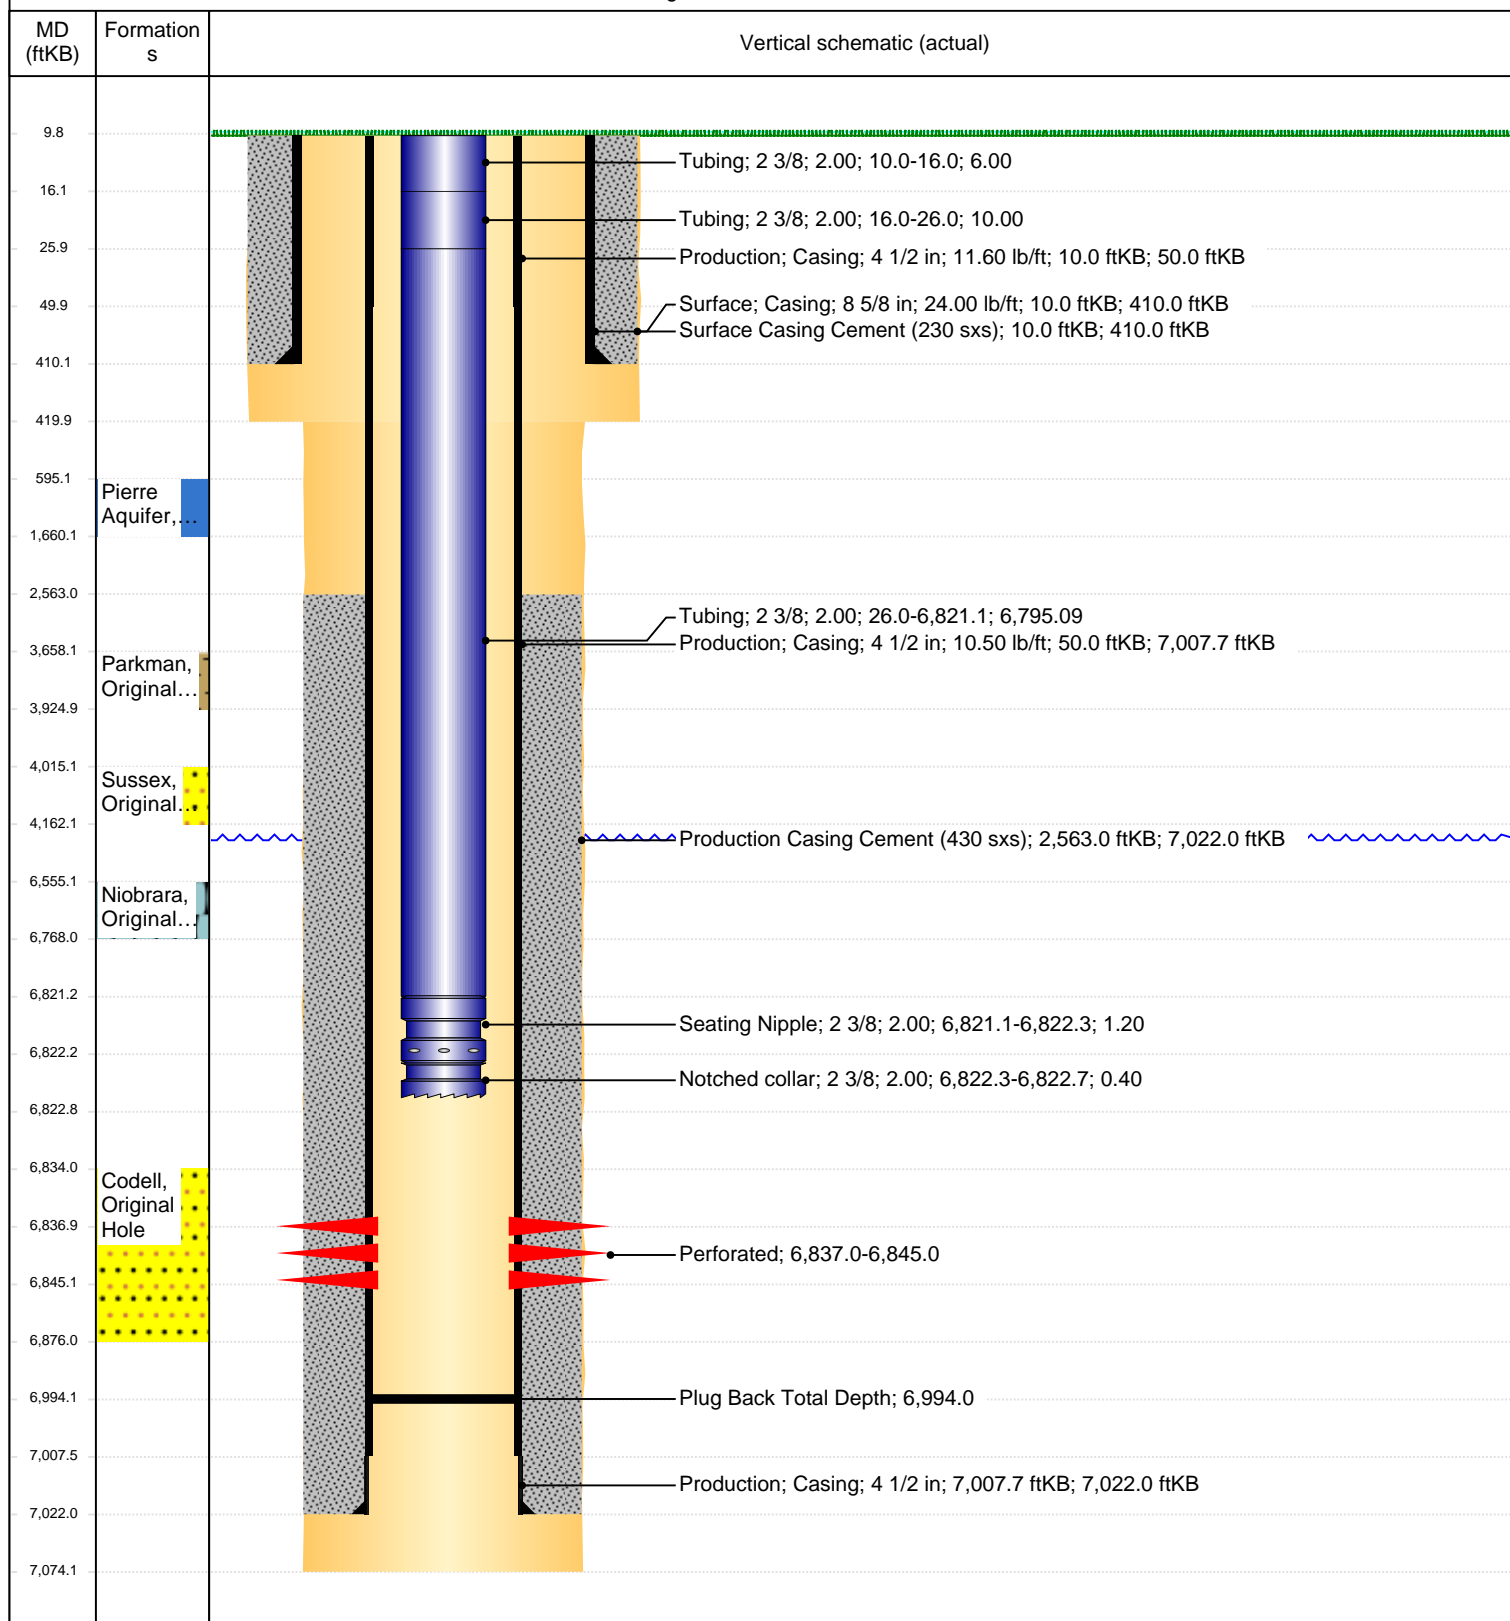 MD
(ftKB)
Formation
s
Vertical schematic (actual)
9.8
Tubing; 2 3/8; 2.00; 10.0-16.0; 6.00
16.1
Tubing; 2 3/8; 2.00; 16.0-26.0; 10.00
25.9
Production; Casing; 4 1/2 in; 11.60 lb/ft; 10.0 ftKB; 50.0 ftKB
49.9
Surface; Casing; 8 5/8 in; 24.00 lb/ft; 10.0 ftKB; 410.0 ftKB
Surface Casing Cement (230 sxs); 10.0 ftKB; 410.0 ftKB
410.1
419.9
595.1
Pierre
Aquifer,...
1,660.1
2,563.0
Tubing; 2 3/8; 2.00; 26.0-6,821.1; 6,795.09
Production; Casing; 4 1/2 in; 10.50 lb/ft; 50.0 ftKB; 7,007.7 ftKB
3,658.1
Parkman,
Original...
3,924.9
4,015.1
Sussex,
Original...
4,162.1
Production Casing Cement (430 sxs); 2,563.0 ftKB; 7,022.0 ftKB
6,555.1
Niobrara,
Original...
6,768.0
6,821.2
Seating Nipple; 2 3/8; 2.00; 6,821.1-6,822.3; 1.20
6,822.2
Notched collar; 2 3/8; 2.00; 6,822.3-6,822.7; 0.40
6,822.8
6,834.0
Codell,
Original
Hole
6,836.9
Perforated; 6,837.0-6,845.0
6,845.1
6,876.0
6,994.1
Plug Back Total Depth; 6,994.0
7,007.5
Production; Casing; 4 1/2 in; 7,007.7 ftKB; 7,022.0 ftKB
7,022.0
7,074.1